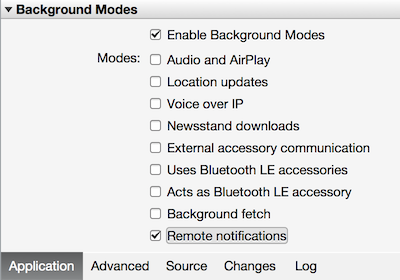 Background Modes
Enable Background Modes
Modes: Audio and AirPlay
Location updates
Voice over IP
Newsstand downloads
External accessory communication
Uses Bluetooth LE accessories
Acts as Bluetooth LE accessory
Background fetch
Remote notifications
Application Advanced Source Changes Log